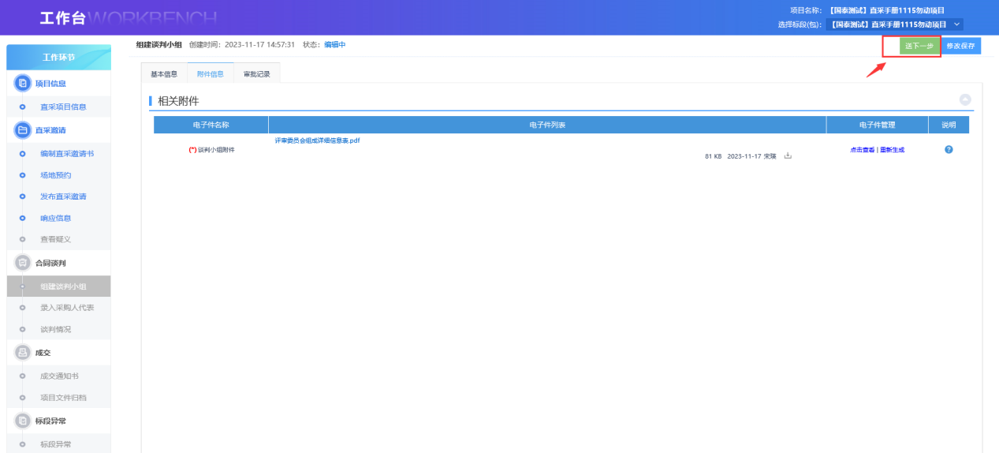 工作台WORKBENCH
项目名称: 【国泰测试】直采手册1115勿动项目
选择标段(包): 【国泰测试】直采手册1115勿动项目
组建谈判小组 创建时间: 2023-11-17 14:57:31 状态: 编辑中
送下一步 修改保存
工作环节
项目信息
直采项目信息
直采邀请
编制直采邀请书
场地预约
发布直采邀请
响应信息
查看疑义
合同谈判
组建谈判小组
录入采购人代表
谈判情况
成交
成交通知书
项目文件归档
标段异常
标段异常
基本信息 附件信息 审批记录
相关附件
电子件名称 电子件列表 电子件管理 说明
(*) 谈判小组附件
评审委员会组成详细信息表.pdf
81 KB 2023-11-17 宋瑛
点击查看 | 重新生成
?